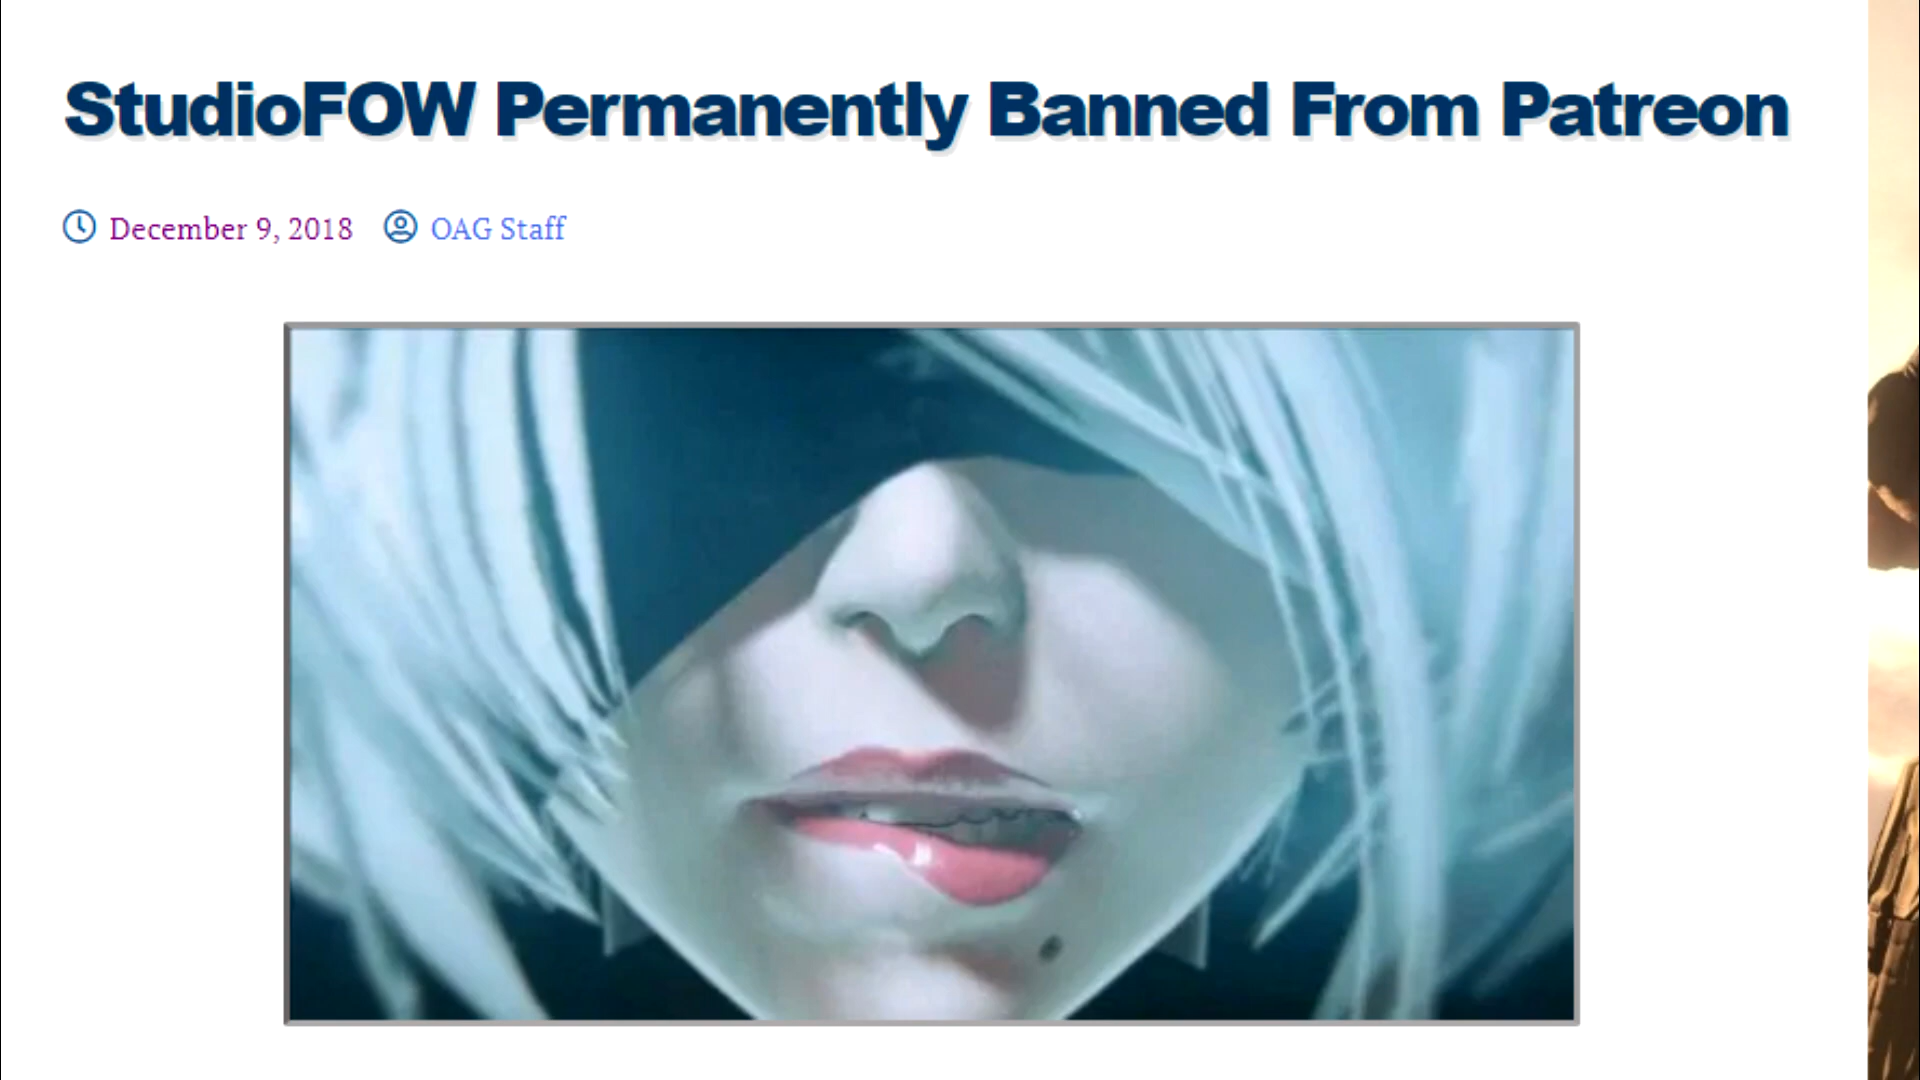 StudioFOW Permanently Banned From Patreon
December 9, 2018 OAG Staff